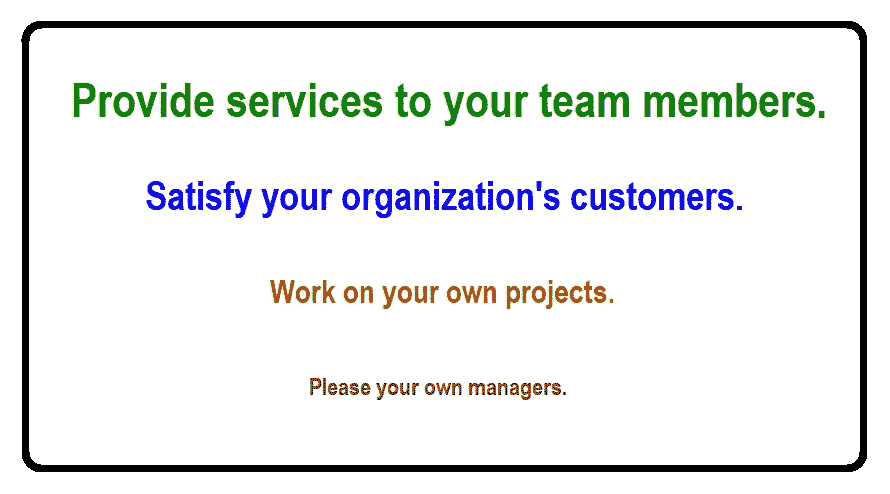 Provide services to your team members.
Satisfy your organization's customers.
Work on your own projects.
Please your own managers.